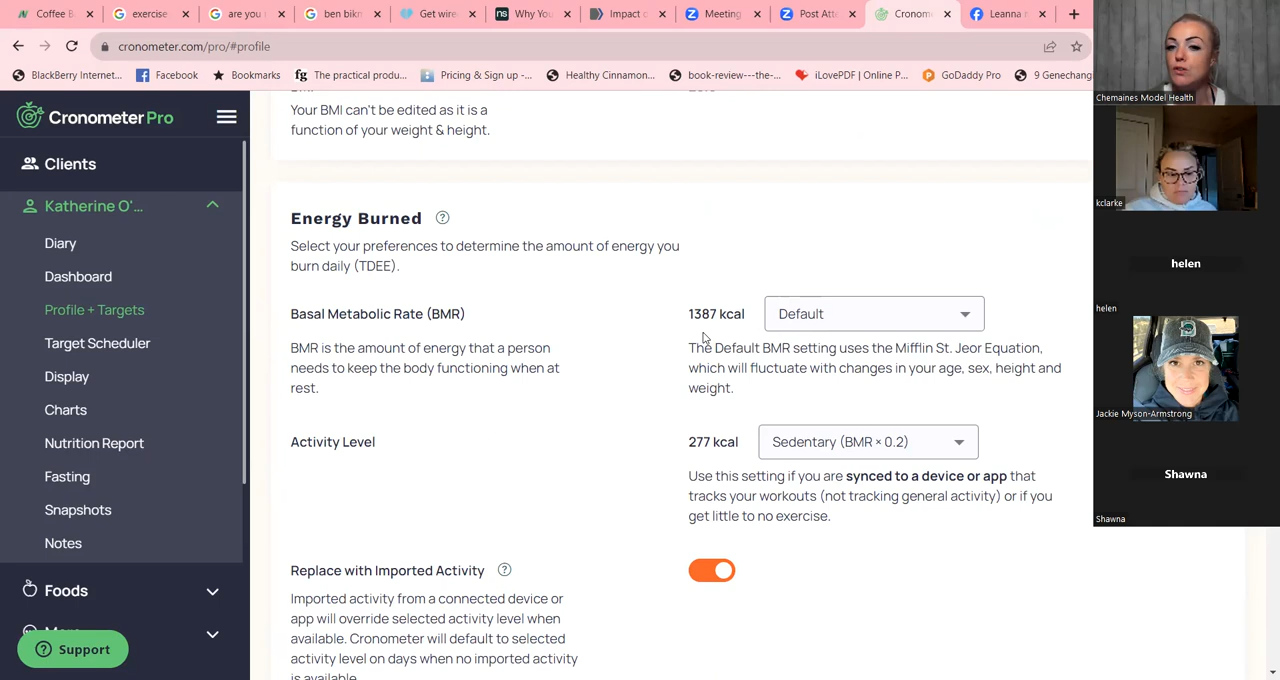 Coffee B
exercise
are you
ben bikm
Get wire
ns Why You
Impact o
Meeting
Post Atta
Cronom
Leanna
cronometer.com/pro/#profile
BlackBerry Internet...
Facebook
Bookmarks
fg The practical produ...
Pricing & Sign up -...
Healthy Cinnamon...
book-review---the-...
iLovePDF | Online P...
GoDaddy Pro
9 Genechang
CronometerPro
Clients
Katherine O'...
Diary
Dashboard
Profile + Targets
Target Scheduler
Display
Charts
Nutrition Report
Fasting
Snapshots
Notes
Foods
Support
Your BMI can't be edited as it is a
function of your weight & height.
Energy Burned
Select your preferences to determine the amount of energy you
burn daily (TDEE).
Basal Metabolic Rate (BMR)
1387 kcal
Default
BMR is the amount of energy that a person
needs to keep the body functioning when at
rest.
The Default BMR setting uses the Mifflin St. Jeor Equation,
which will fluctuate with changes in your age, sex, height and
weight.
Activity Level
277 kcal
Sedentary (BMR × 0.2)
Use this setting if you are synced to a device or app that
tracks your workouts (not tracking general activity) or if you
get little to no exercise.
Replace with Imported Activity
Imported activity from a connected device or
app will override selected activity level when
available. Cronometer will default to selected
activity level on days when no imported activity
is available.
Chemaines Model Health
kclarke
helen
helen
Jackie Myson-Armstrong
Shawna
Shawna